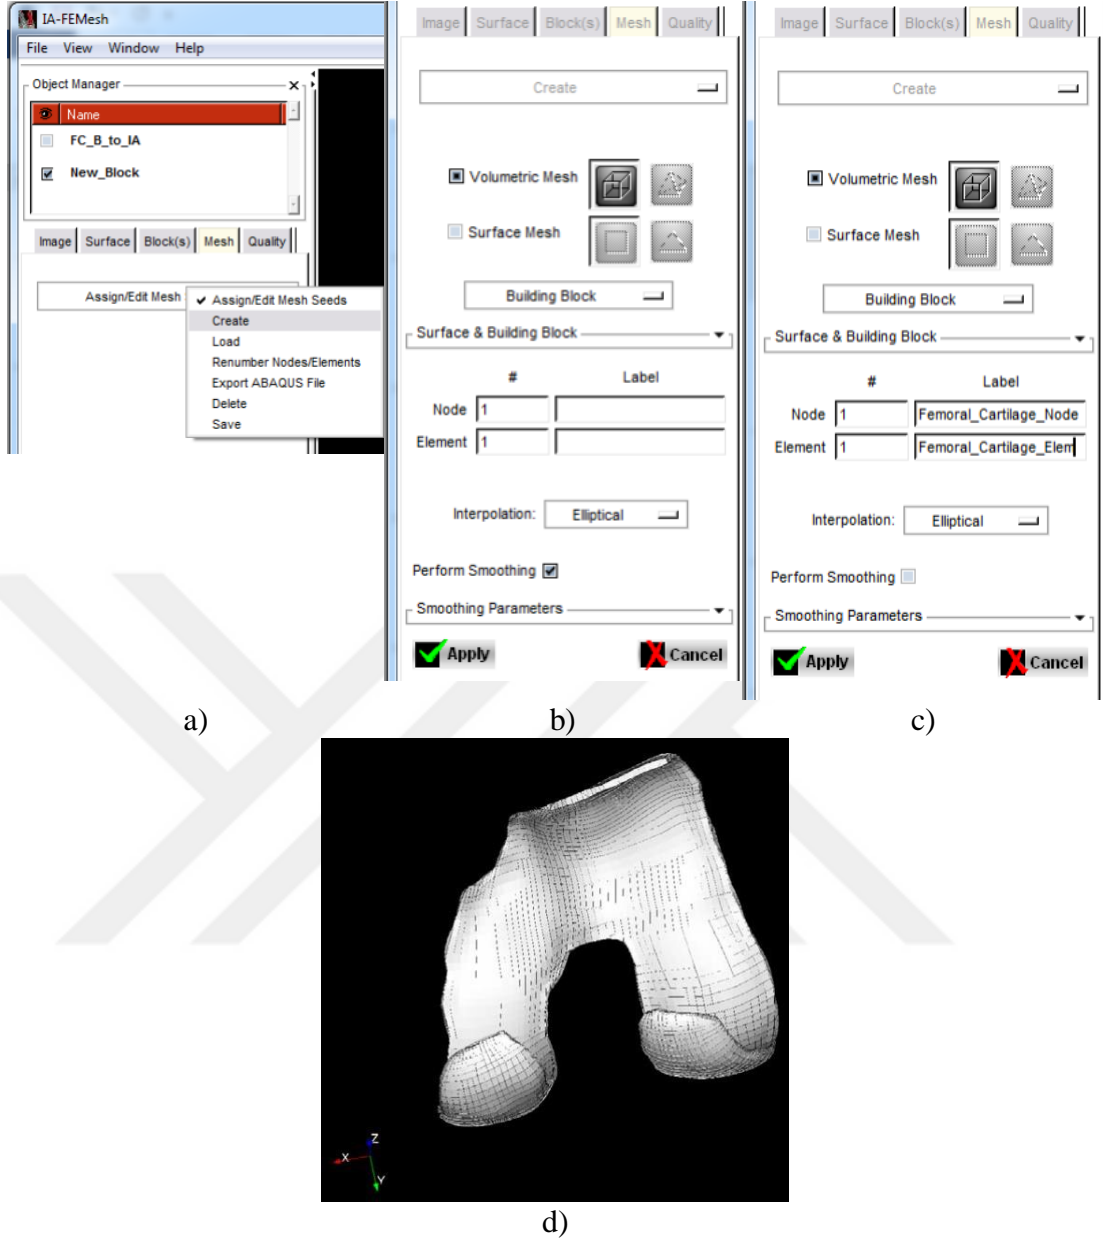 IA-FEMesh
File View Window Help
Object Manager
Name
FC_B_to_IA
New_Block
Image Surface Block(s) Mesh Quality
Assign/Edit Mesh
Assign/Edit Mesh Seeds
Create
Load
Renumber Nodes/Elements
Export ABAQUS File
Delete
Save
a)
Image Surface Block(s) Mesh Quality
Create
Volumetric Mesh
Surface Mesh
Building Block
Surface & Building Block
# Label
Node 1
Element 1
Interpolation: Elliptical
Perform Smoothing
Smoothing Parameters
Apply Cancel
b)
Image Surface Block(s) Mesh Quality
Create
Volumetric Mesh
Surface Mesh
Building Block
Surface & Building Block
# Label
Node 1 Femoral_Cartilage_Node
Element 1 Femoral_Cartilage_Elem
Interpolation: Elliptical
Perform Smoothing
Smoothing Parameters
Apply Cancel
c)
Z
X
Y
d)